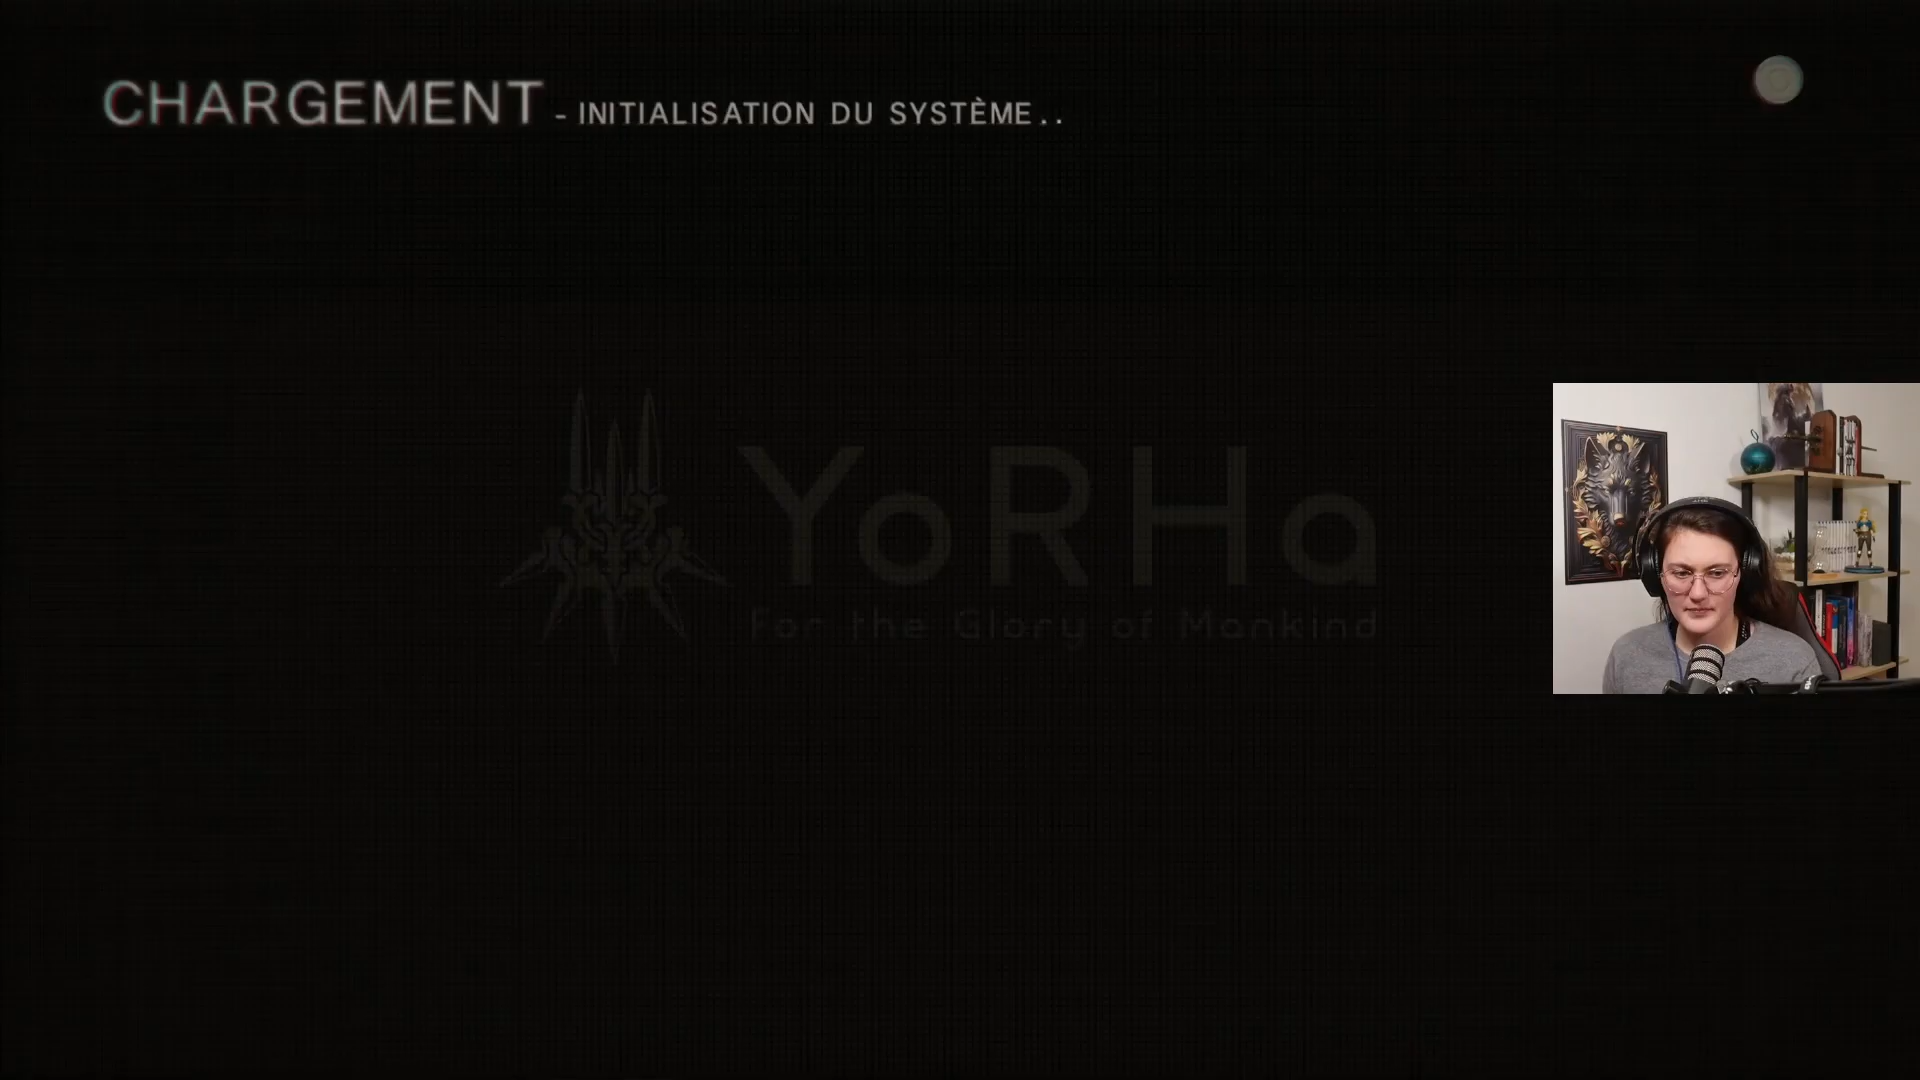 CHARGEMENT - INITIALISATION DU SYSTÈME..
YoRHa
For the Glory of Mankind